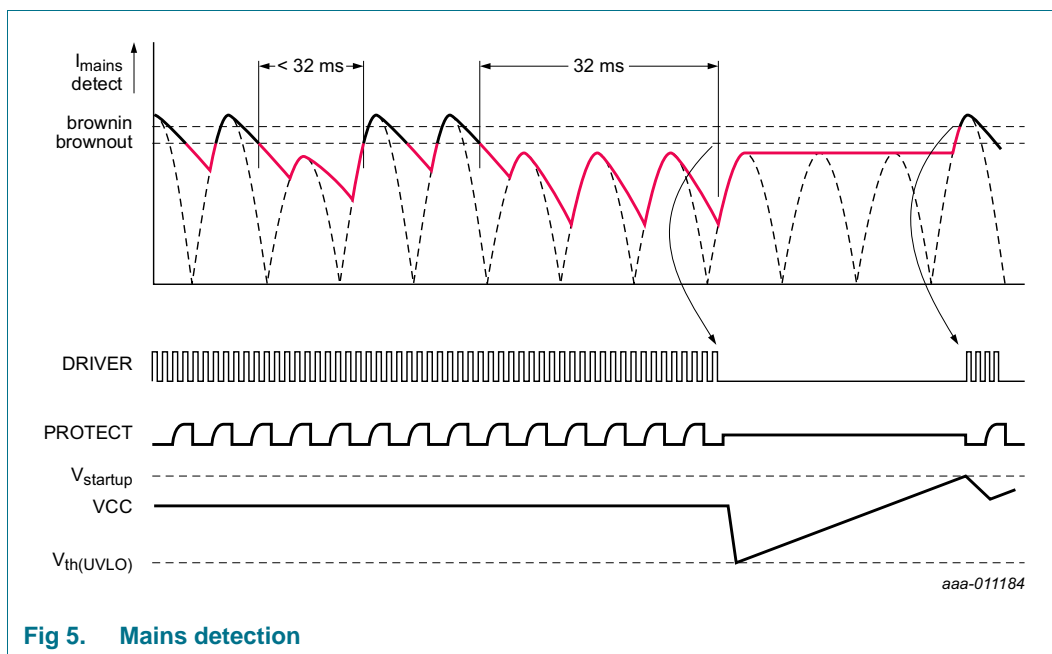 I mains
detect
< 32 ms
32 ms
brownin
brownout
DRIVER
PROTECT
Vstartup
VCC
Vth(UVLO)
aaa-011184
Fig 5. Mains detection